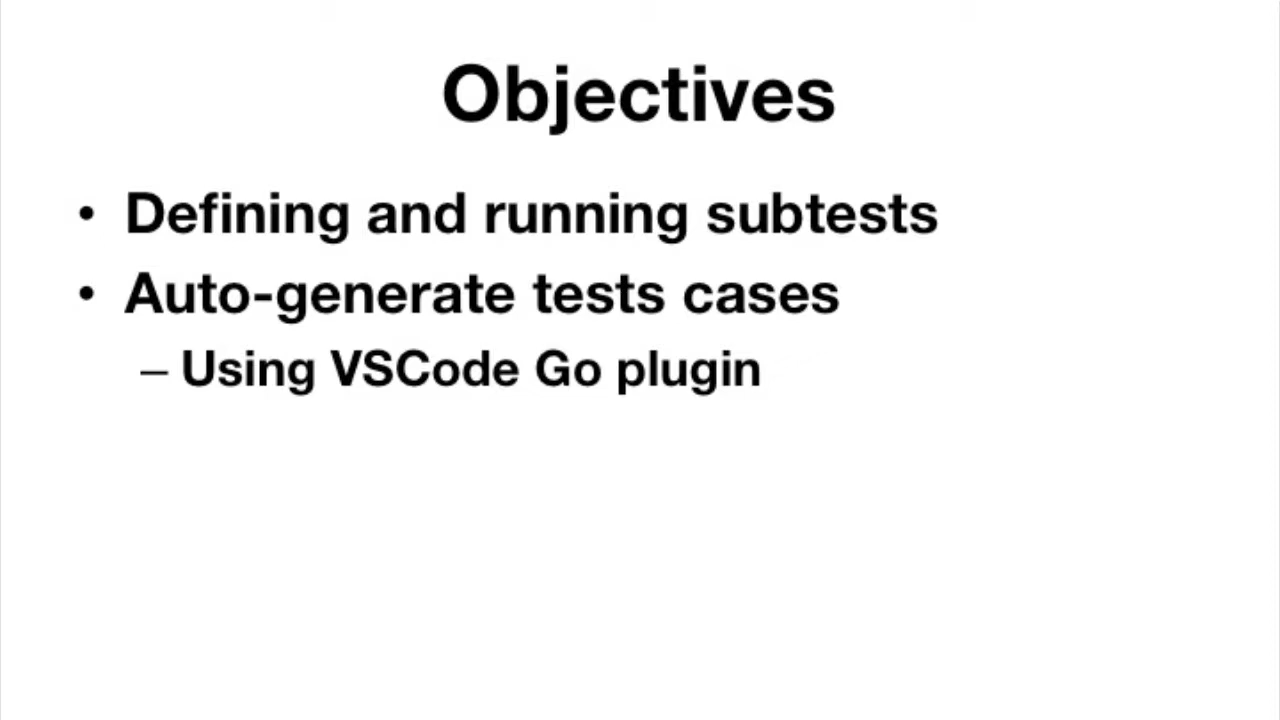 Objectives
• Defining and running subtests
• Auto-generate tests cases
– Using VSCode Go plugin